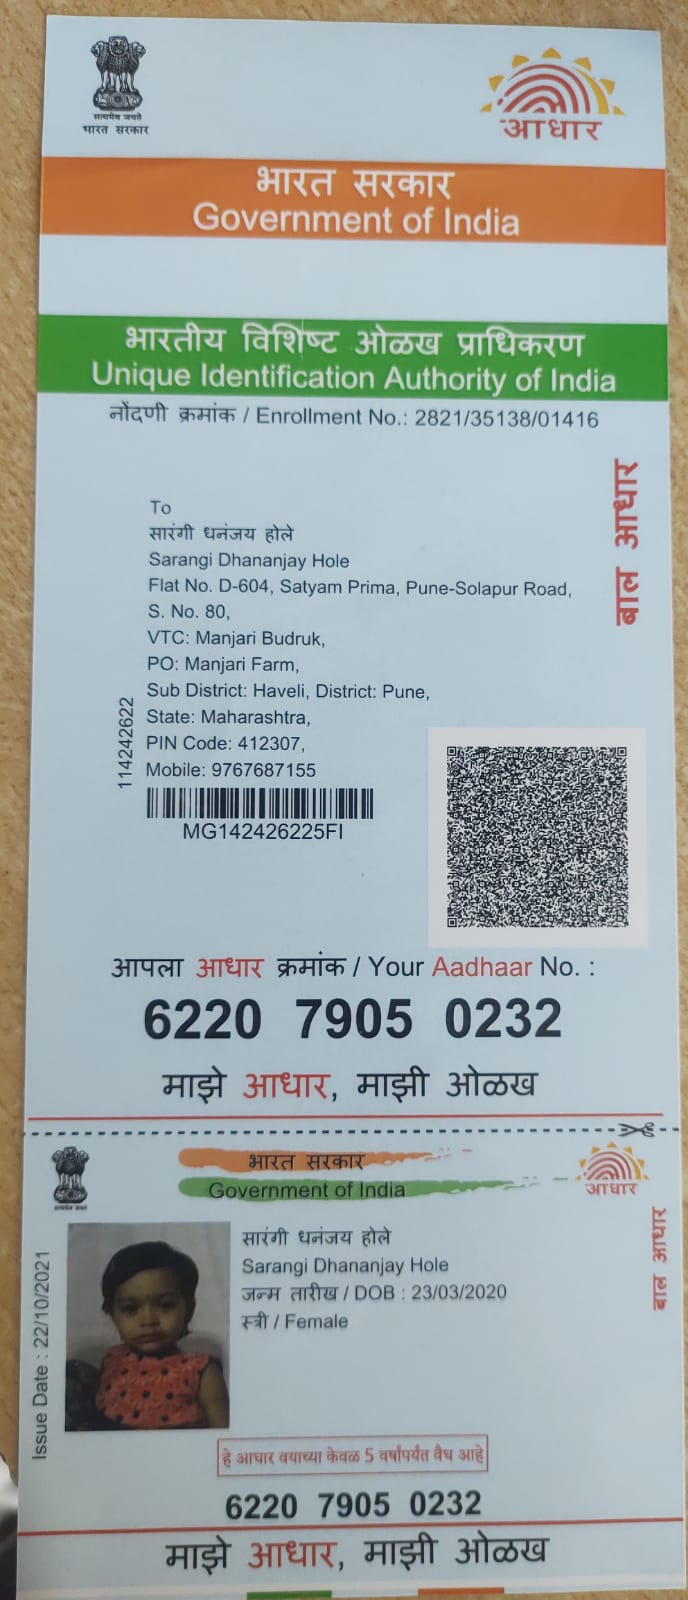 सत्यमेव जयते
भारत सरकार
आधार
भारत सरकार
Government of India
भारतीय विशिष्ट ओळख प्राधिकरण
Unique Identification Authority of India
नोंदणी क्रमांक / Enrollment No.: 2821/35138/01416
बाल आधार
To
सारंगी धनंजय होले
Sarangi Dhananjay Hole
Flat No. D-604, Satyam Prima, Pune-Solapur Road,
S. No. 80,
VTC: Manjari Budruk,
PO: Manjari Farm,
Sub District: Haveli, District: Pune,
State: Maharashtra,
PIN Code: 412307,
Mobile: 9767687155
114242622
MG142426225FI
आपला आधार क्रमांक / Your Aadhaar No. :
6220 7905 0232
माझे आधार, माझी ओळख
भारत सरकार
Government of India
आधार
सारंगी धनंजय होले
Sarangi Dhananjay Hole
जन्म तारीख / DOB : 23/03/2020
स्त्री / Female
Issue Date : 22/10/2021
बाल आधार
हे आधार वयाच्या केवळ 5 वर्षांपर्यंत वैध आहे
6220 7905 0232
माझे आधार, माझी ओळख